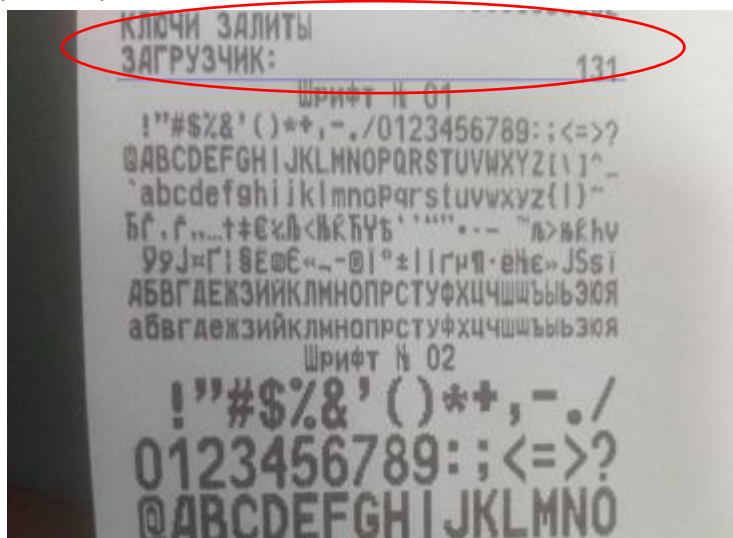 КЛЮЧИ ЗАЛИТЫ
ЗАГРУЗЧИК: 131
Шрифт № 01
!"#$%&'()*+,-./0123456789:;<=>?
@ABCDEFGHIJKLMNOPQRSTUVWXYZ[\]^_
`abcdefghijklmnopqrstuvwxyz{|}~
АБВГДЕЖЗИЙКЛМНОПРСТУФХЦЧШЩЪЫЬЭЮЯ
абвгдежзийклмнопрстуфхцчшщъыьэюя
Шрифт № 02
!"#$%&'()*+,-./
0123456789:;<=>?
@ABCDEFGHIJKLMNO